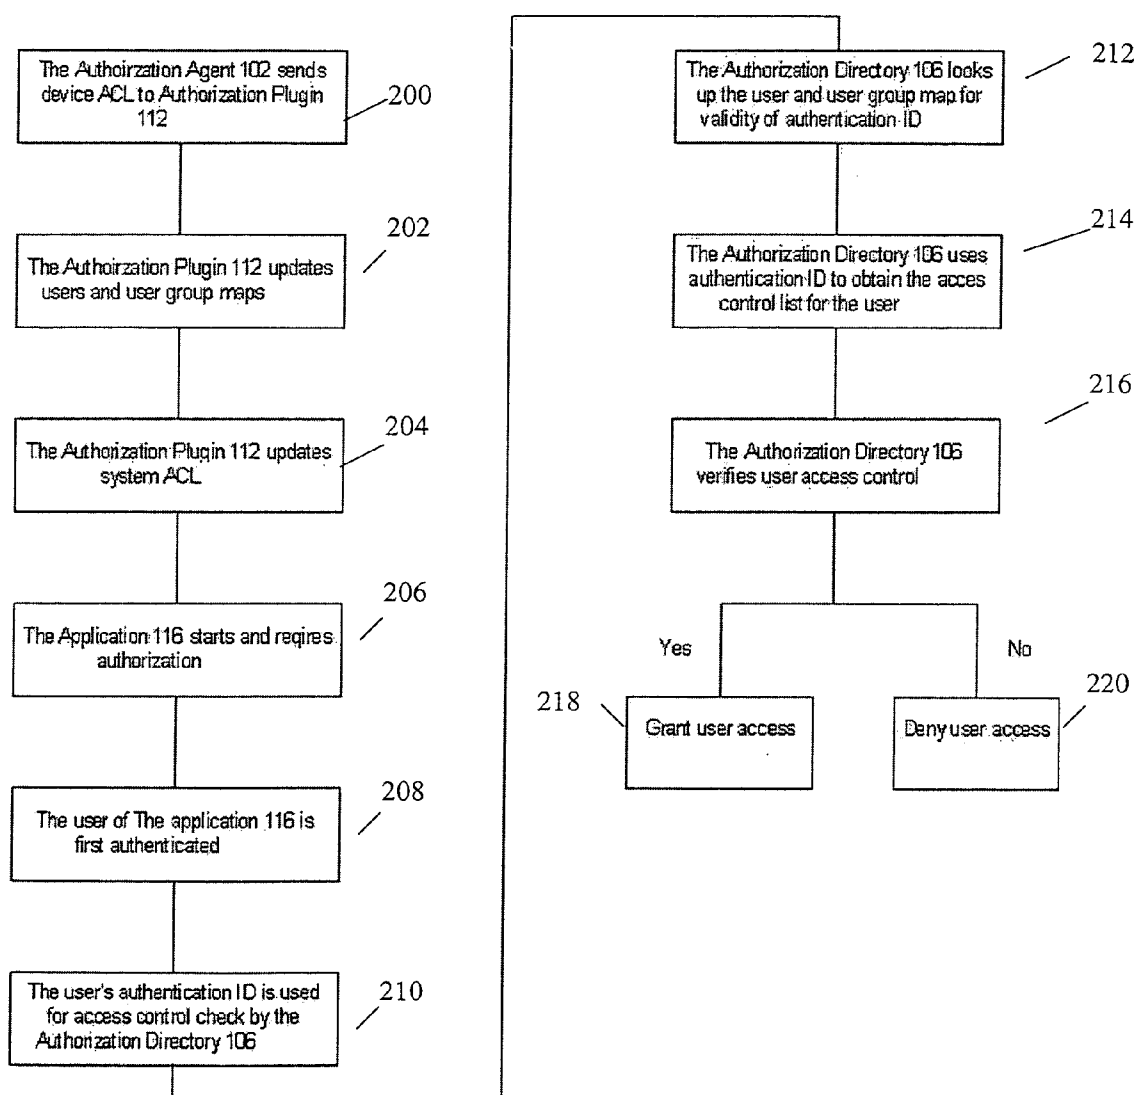 The Authoirzation Agent 102 sends
device ACL to Authorization Plugin
112
200
The Authoirzation Plugin 112 updates
users and user group maps
202
The Authorization Plugin 112 updates
system ACL
204
The Application 116 starts and reqires
authorization
206
The user of The application 116 is
first authenticated
208
The user's authentication ID is used
for access control check by the
Authorization Directory 106
210
The Authorization Directory 106 looks
up the user and user group map for
validity of authentication ID
212
The Authorization Directory 106 uses
authentication ID to obtain the acces
control list for the user
214
The Authorization Directory 106
verifies user access control
216
Yes
No
218
Grant user access
Deny user access
220